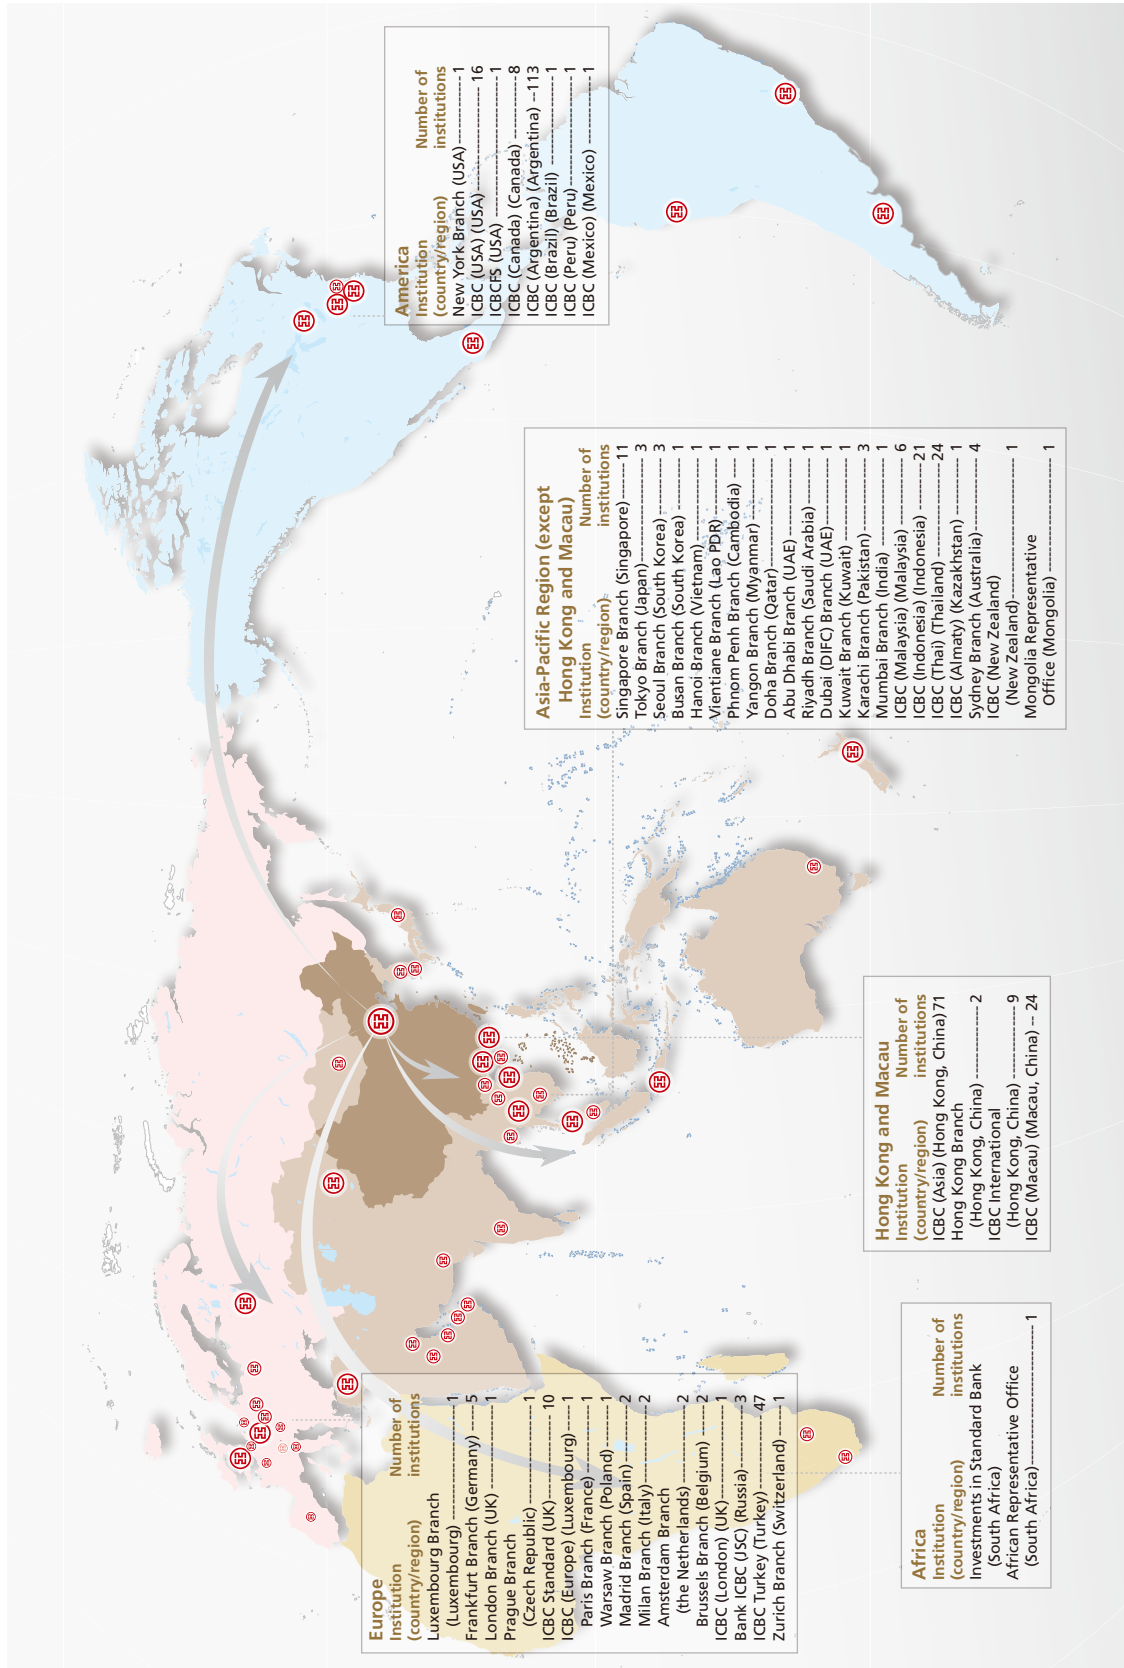 Europe
Institution Number of
(country/region) institutions
Luxembourg Branch
(Luxembourg) ---------------- 1
Frankfurt Branch (Germany) ---- 5
London Branch (UK) ------------- 1
Prague Branch
(Czech Republic) --------------- 1
ICBC Standard (UK) ------------ 10
ICBC (Europe) (Luxembourg) ---- 1
Paris Branch (France) ------------ 1
Warsaw Branch (Poland) --------- 1
Madrid Branch (Spain) ----------- 2
Milan Branch (Italy) -------------- 2
Amsterdam Branch
(the Netherlands) -------------- 2
Brussels Branch (Belgium) ------- 2
ICBC (London) (UK) -------------- 1
Bank ICBC (JSC) (Russia) --------- 3
ICBC Turkey (Turkey) ------------ 47
Zurich Branch (Switzerland) ----- 1
Africa
Institution Number of
(country/region) institutions
Investments in Standard Bank
(South Africa)
African Representative Office
(South Africa) ------------------ 1
Hong Kong and Macau
Institution Number of
(country/region) institutions
ICBC (Asia) (Hong Kong, China) 71
Hong Kong Branch
(Hong Kong, China) ------------ 2
ICBC International
(Hong Kong, China) ------------ 9
ICBC (Macau) (Macau, China) -- 24
Asia-Pacific Region (except
Hong Kong and Macau)
Institution Number of
(country/region) institutions
Singapore Branch (Singapore) ----- 11
Tokyo Branch (Japan) --------------- 3
Seoul Branch (South Korea) --------- 3
Busan Branch (South Korea) -------- 1
Hanoi Branch (Vietnam) ------------- 1
Vientiane Branch (Lao PDR) --------- 1
Phnom Penh Branch (Cambodia) ---- 1
Yangon Branch (Myanmar) ---------- 1
Doha Branch (Qatar) ---------------- 1
Abu Dhabi Branch (UAE) ------------ 1
Riyadh Branch (Saudi Arabia) ------- 1
Dubai (DIFC) Branch (UAE) ---------- 1
Kuwait Branch (Kuwait) ------------- 1
Karachi Branch (Pakistan) ----------- 3
Mumbai Branch (India) -------------- 1
ICBC (Malaysia) (Malaysia) ---------- 6
ICBC (Indonesia) (Indonesia) ------- 21
ICBC (Thai) (Thailand) -------------- 24
ICBC (Almaty) (Kazakhstan) --------- 1
Sydney Branch (Australia) ----------- 4
ICBC (New Zealand)
(New Zealand) -------------------- 1
Mongolia Representative
Office (Mongolia) ----------------- 1
America
Institution Number of
(country/region) institutions
New York Branch (USA) ----------- 1
ICBC (USA) (USA) --------------- 16
ICBCFS (USA) -------------------- 1
ICBC (Canada) (Canada) --------- 8
ICBC (Argentina) (Argentina) --113
ICBC (Brazil) (Brazil) ------------- 1
ICBC (Peru) (Peru) --------------- 1
ICBC (Mexico) (Mexico) ---------- 1